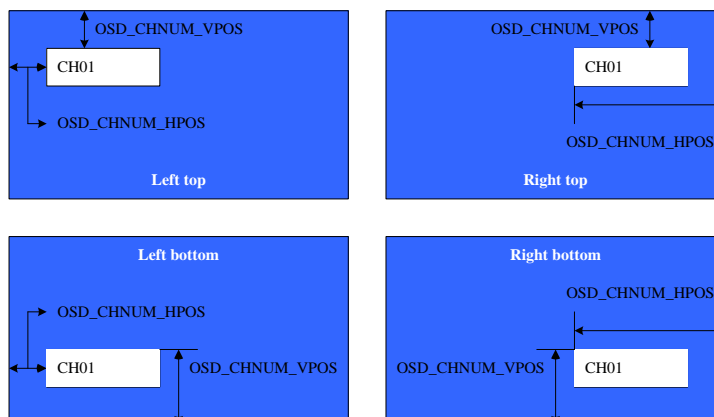 OSD_CHNUM_VPOS
CH01
OSD_CHNUM_HPOS
Left top
OSD_CHNUM_VPOS
CH01
OSD_CHNUM_HPOS
Right top
Left bottom
OSD_CHNUM_HPOS
CH01
OSD_CHNUM_VPOS
Right bottom
OSD_CHNUM_HPOS
OSD_CHNUM_VPOS
CH01